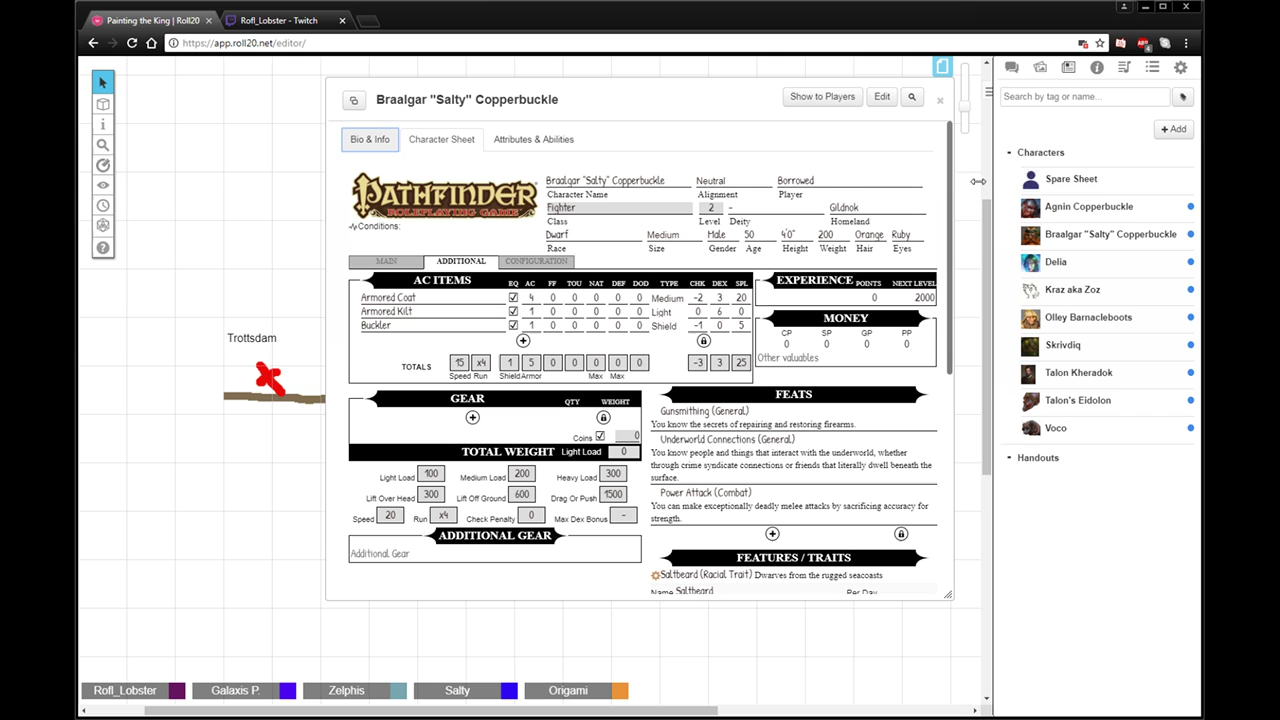 Painting the King | Roll20
Rofl_Lobster - Twitch
https://app.roll20.net/editor/
Braalgar "Salty" Copperbuckle
Show to Players
Edit
Bio & Info
Character Sheet
Attributes & Abilities
PATHFINDER
ROLEPLAYING GAME
Conditions:
Braalgar "Salty" Copperbuckle Neutral Borrowed
Character Name Alignment Player
Fighter 2 - Gildnok
Class Level Deity Homeland
Dwarf Medium Male 50 4'0" 200 Orange Ruby
Race Size Gender Age Height Weight Hair Eyes
MAIN ADDITIONAL CONFIGURATION
AC ITEMS EQ AC FF TOU NAT DEF DOD TYPE CHK DEX SPL
Armored Coat 4 0 0 0 0 0 Medium -2 3 20
Armored Kilt 1 0 0 0 0 0 Light 0 6 0
Buckler 1 0 0 0 0 0 Shield -1 0 5
TOTALS 15 x4 1 5 0 0 0 0 0 -3 3 25
Speed Run Shield Armor Max Max
EXPERIENCE POINTS NEXT LEVEL
0 2000
MONEY
CP SP GP PP
0 0 0 0
Other valuables
GEAR QTY WEIGHT
Coins 0
TOTAL WEIGHT Light Load 0
Light Load 100 Medium Load 200 Heavy Load 300
Lift Over Head 300 Lift Off Ground 600 Drag Or Push 1500
Speed 20 Run x4 Check Penalty 0 Max Dex Bonus -
ADDITIONAL GEAR
Additional Gear
FEATS
Gunsmithing (General)
You know the secrets of repairing and restoring firearms.
Underworld Connections (General)
You know people and things that interact with the underworld, whether
through crime syndicate connections or friends that literally dwell beneath the
surface.
Power Attack (Combat)
You can make exceptionally deadly melee attacks by sacrificing accuracy for
strength.
FEATURES / TRAITS
Saltbeard (Racial Trait) Dwarves from the rugged seacoasts
Name Saltbeard Per Day
Trottsdam
Search by tag or name...
+ Add
Characters
Spare Sheet
Agnin Copperbuckle
Braalgar "Salty" Copperbuckle
Delia
Kraz aka Zoz
Olley Barnacleboots
Skrivdiq
Talon Kheradok
Talon's Eidolon
Voco
Handouts
Rofl_Lobster
Galaxis P.
Zelphis
Salty
Origami